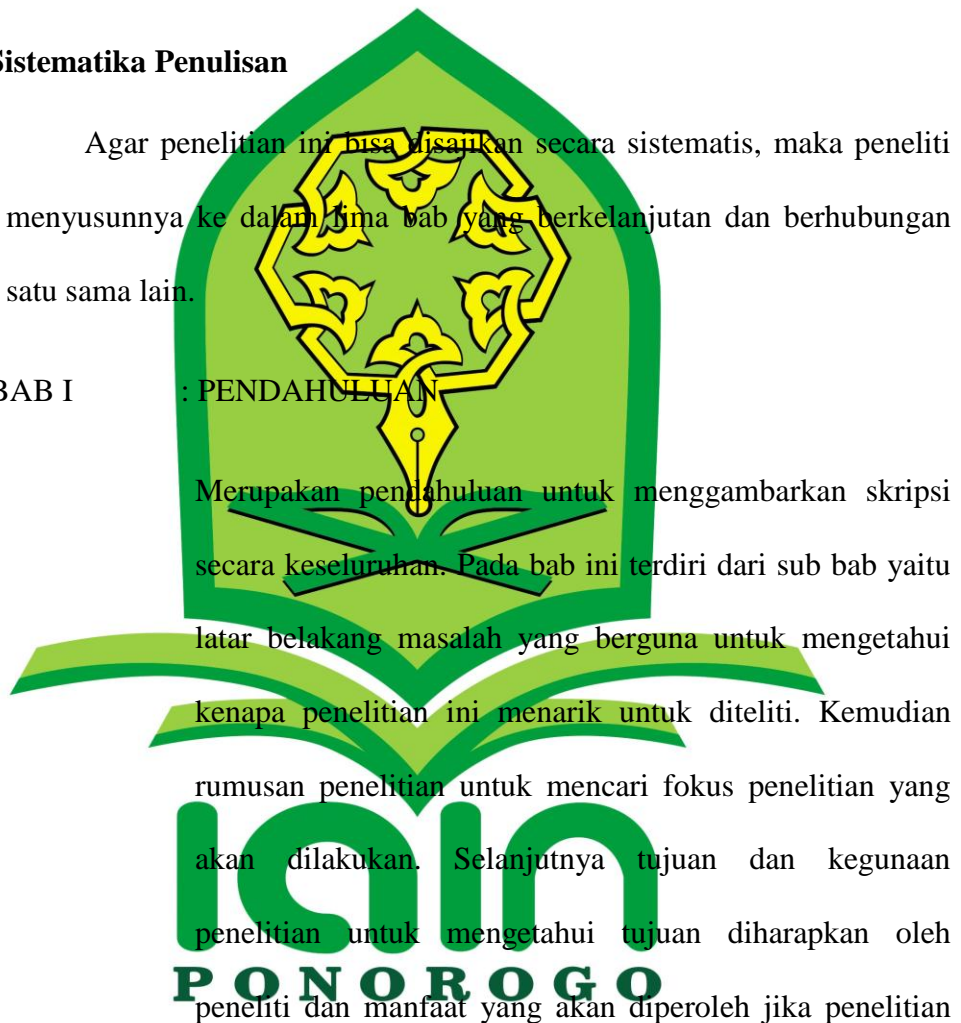 Sistematika Penulisan
Agar penelitian ini bisa disajikan secara sistematis, maka peneliti
menyusunnya ke dalam lima bab yang berkelanjutan dan berhubungan
satu sama lain.
BAB I : PENDAHULUAN
Merupakan pendahuluan untuk menggambarkan skripsi
secara keseluruhan. Pada bab ini terdiri dari sub bab yaitu
latar belakang masalah yang berguna untuk mengetahui
kenapa penelitian ini menarik untuk diteliti. Kemudian
rumusan penelitian untuk mencari fokus penelitian yang
akan dilakukan. Selanjutnya tujuan dan kegunaan
penelitian untuk mengetahui tujuan diharapkan oleh
peneliti dan manfaat yang akan diperoleh jika penelitian
iain
PONOROGO